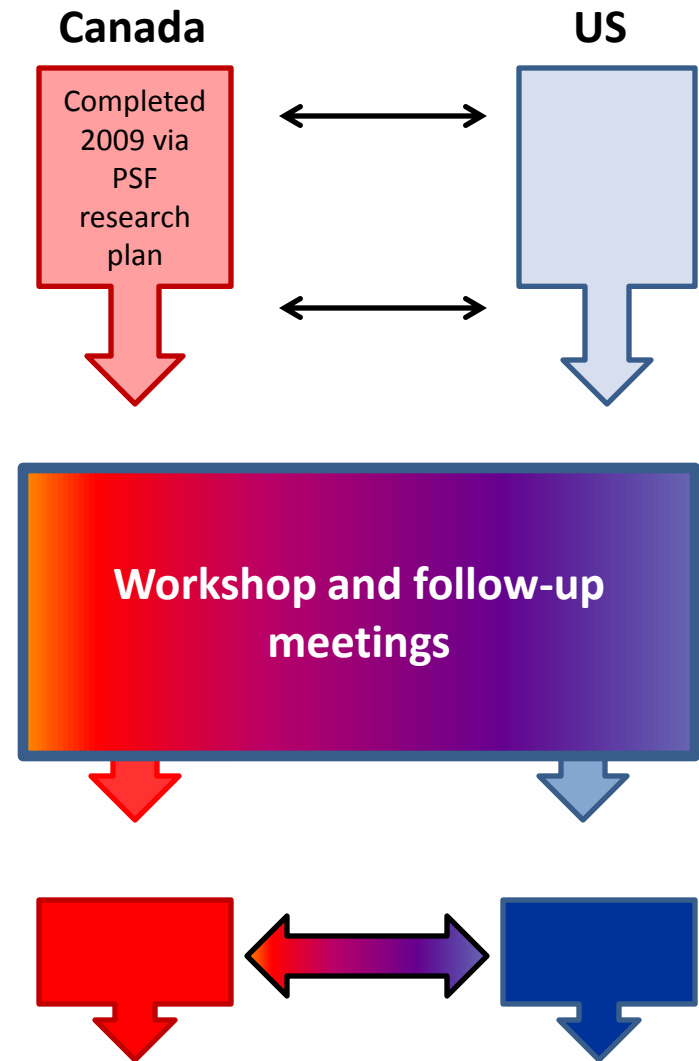 Canada
US
Completed
2009 via
PSF
research
plan
Workshop and follow-up
meetings